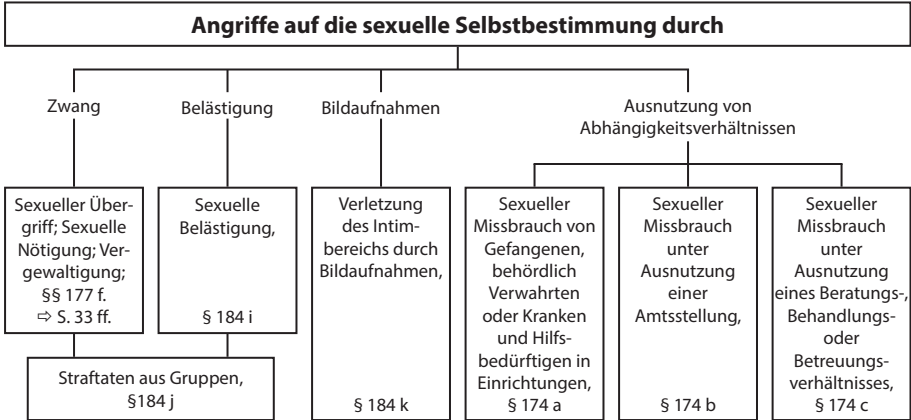 Angriffe auf die sexuelle Selbstbestimmung durch
Zwang
Belästigung
Bildaufnahmen
Ausnutzung von
Abhängigkeitsverhältnissen
Sexueller Über-
griff; Sexuelle
Nötigung; Ver-
gewaltigung;
§§ 177 f.
⇨ S. 33 ff.
Sexuelle
Belästigung,
§ 184 i
Straftaten aus Gruppen,
§184 j
Verletzung
des Intim-
bereichs durch
Bildaufnahmen,
§ 184 k
Sexueller
Missbrauch von
Gefangenen,
behördlich
Verwahrten
oder Kranken
und Hilfs-
bedürftigen in
Einrichtungen,
§ 174 a
Sexueller
Missbrauch
unter
Ausnutzung
einer
Amtsstellung,
§ 174 b
Sexueller
Missbrauch
unter
Ausnutzung
eines Beratungs-,
Behandlungs-
oder
Betreuungs-
verhältnisses,
§ 174 c